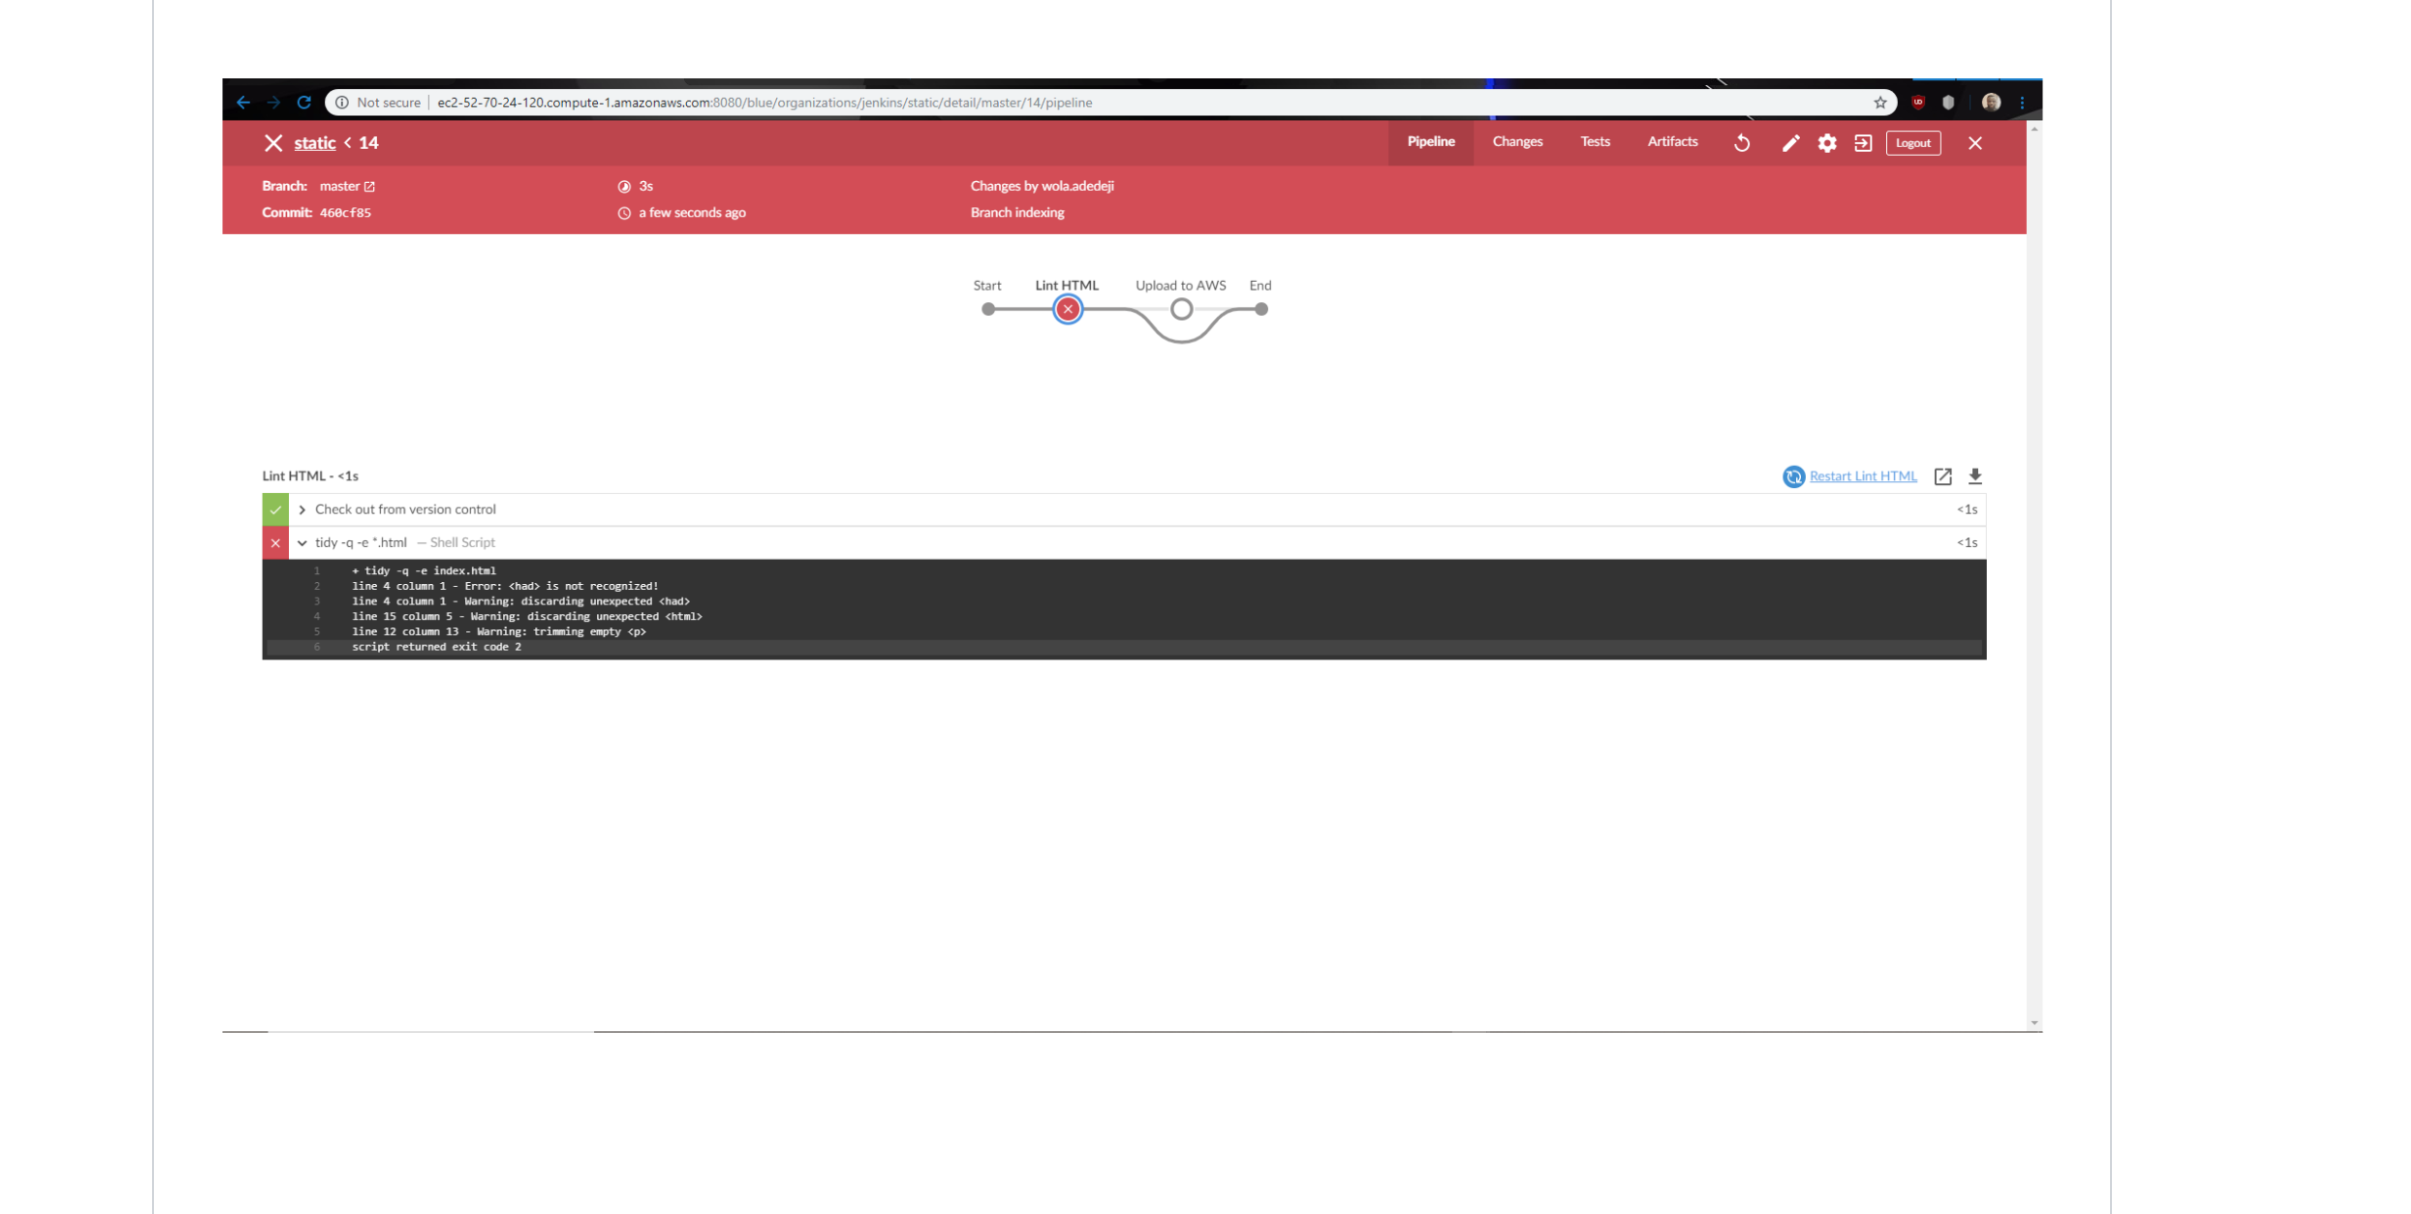 Not secure | ec2-52-70-24-120.compute-1.amazonaws.com:8080/blue/organizations/jenkins/static/detail/master/14/pipeline
static < 14 Pipeline Changes Tests Artifacts Logout
Branch: master 3s Changes by wola.adedeji
Commit: 460cf85 a few seconds ago Branch indexing
Start Lint HTML Upload to AWS End
Lint HTML - <1s Restart Lint HTML
Check out from version control <1s
tidy -q -e *.html — Shell Script <1s
1 + tidy -q -e index.html
2 line 4 column 1 - Error: <had> is not recognized!
3 line 4 column 1 - Warning: discarding unexpected <had>
4 line 15 column 5 - Warning: discarding unexpected <html>
5 line 12 column 13 - Warning: trimming empty <p>
6 script returned exit code 2